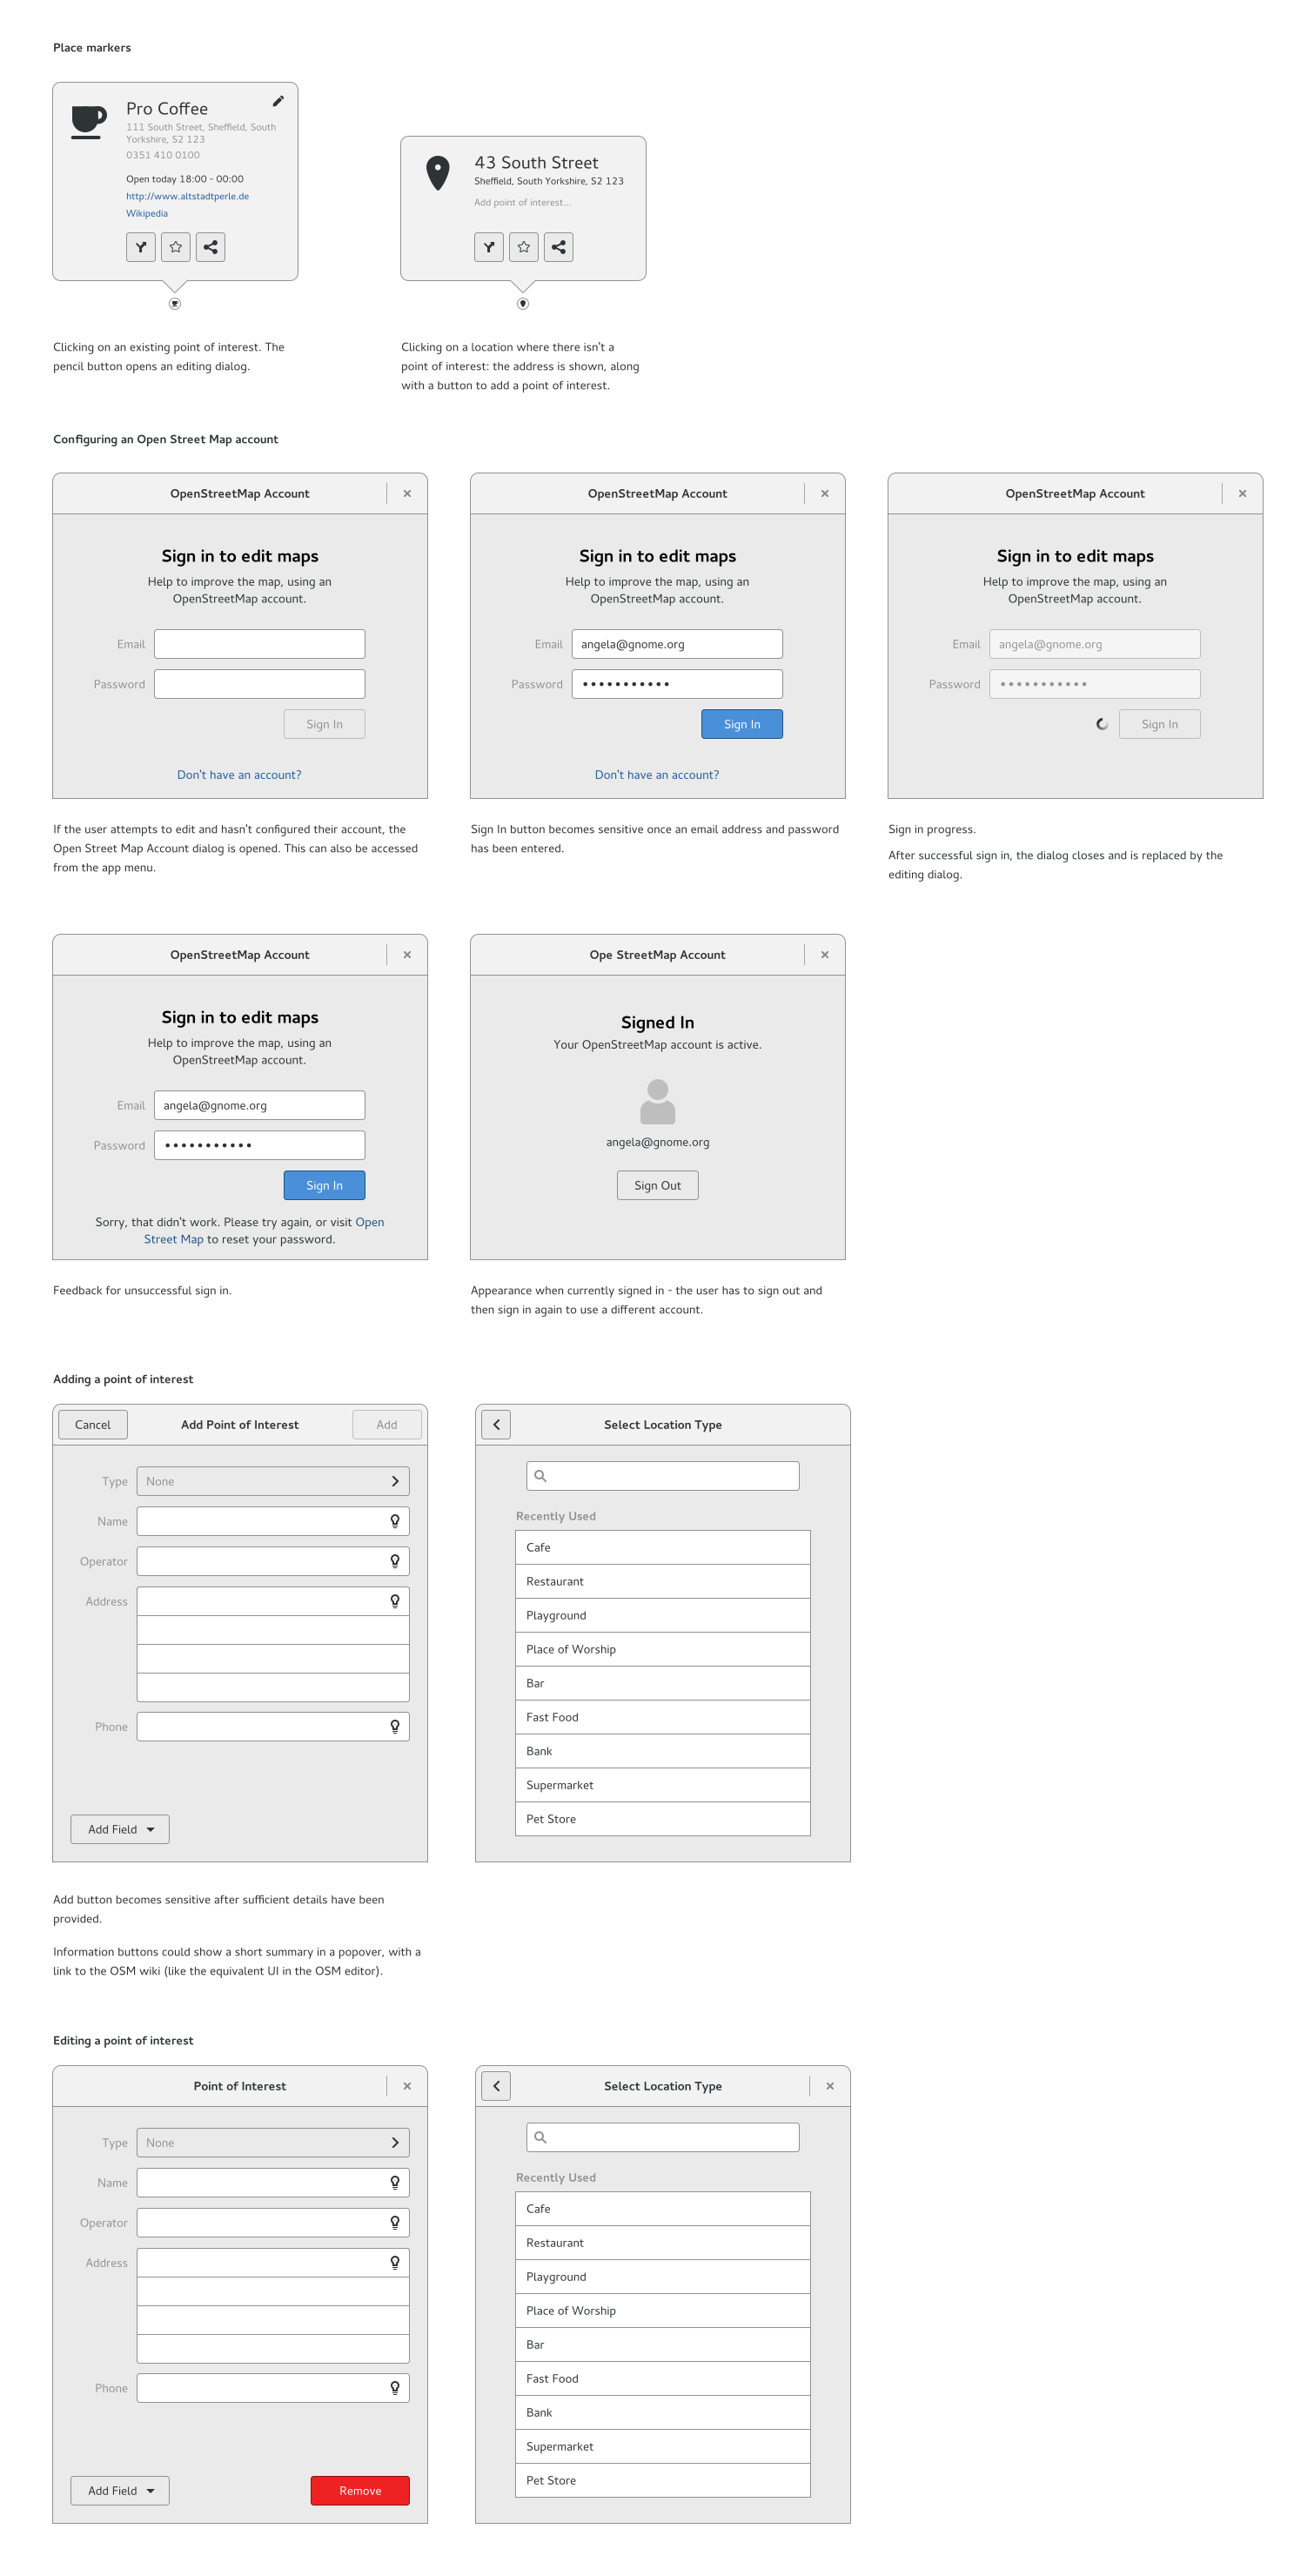 Place markers
Pro Coffee
111 South Street, Sheffield, South
Yorkshire, S2 123
0351 410 0100
Open today 18:00 - 00:00
http://www.altstadtperle.de
Wikipedia
43 South Street
Sheffield, South Yorkshire, S2 123
Add point of interest...
Clicking on an existing point of interest. The
pencil button opens an editing dialog.
Clicking on a location where there isn't a
point of interest: the address is shown, along
with a button to add a point of interest.
Configuring an Open Street Map account
OpenStreetMap Account
Sign in to edit maps
Help to improve the map, using an
OpenStreetMap account.
Email
Password
Sign In
Don't have an account?
If the user attempts to edit and hasn't configured their account, the
Open Street Map Account dialog is opened. This can also be accessed
from the app menu.
OpenStreetMap Account
Sign in to edit maps
Help to improve the map, using an
OpenStreetMap account.
Email angela@gnome.org
Password •••••••••••
Sign In
Don't have an account?
Sign In button becomes sensitive once an email address and password
has been entered.
OpenStreetMap Account
Sign in to edit maps
Help to improve the map, using an
OpenStreetMap account.
Email angela@gnome.org
Password •••••••••••
Sign In
Sign in progress.
After successful sign in, the dialog closes and is replaced by the
editing dialog.
OpenStreetMap Account
Sign in to edit maps
Help to improve the map, using an
OpenStreetMap account.
Email angela@gnome.org
Password •••••••••••
Sign In
Sorry, that didn't work. Please try again, or visit Open
Street Map to reset your password.
Feedback for unsuccessful sign in.
Ope StreetMap Account
Signed In
Your OpenStreetMap account is active.
angela@gnome.org
Sign Out
Appearance when currently signed in - the user has to sign out and
then sign in again to use a different account.
Adding a point of interest
Cancel Add Point of Interest Add
Type None
Name
Operator
Address
Phone
Add Field
Add button becomes sensitive after sufficient details have been
provided.
Information buttons could show a short summary in a popover, with a
link to the OSM wiki (like the equivalent UI in the OSM editor).
Select Location Type
Recently Used
Cafe
Restaurant
Playground
Place of Worship
Bar
Fast Food
Bank
Supermarket
Pet Store
Editing a point of interest
Point of Interest
Type None
Name
Operator
Address
Phone
Add Field Remove
Select Location Type
Recently Used
Cafe
Restaurant
Playground
Place of Worship
Bar
Fast Food
Bank
Supermarket
Pet Store